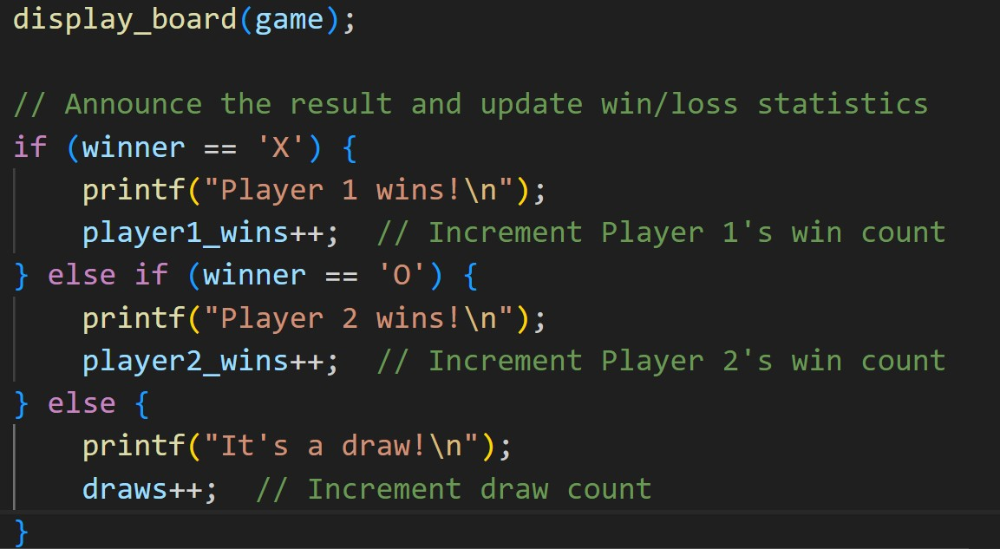 display_board(game);

// Announce the result and update win/loss statistics
if (winner == 'X') {
    printf("Player 1 wins!\n");
    player1_wins++;  // Increment Player 1's win count
} else if (winner == 'O') {
    printf("Player 2 wins!\n");
    player2_wins++;  // Increment Player 2's win count
} else {
    printf("It's a draw!\n");
    draws++;  // Increment draw count
}